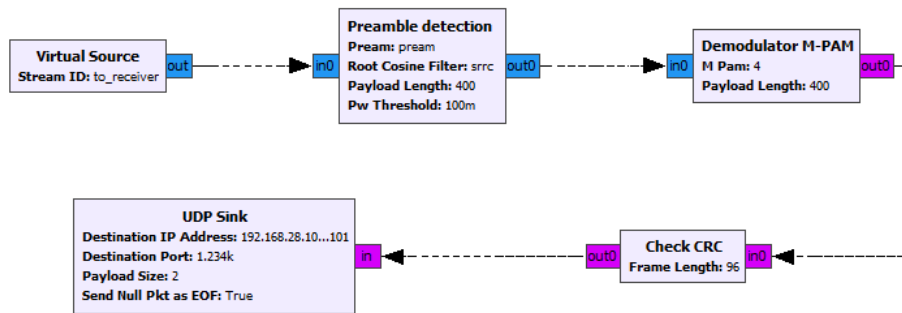 Virtual Source
Stream ID: to_receiver
out
in0
Preamble detection
Pream: pream
Root Cosine Filter: srrc
Payload Length: 400
Pw Threshold: 100m
out0
in0
Demodulator M-PAM
M Pam: 4
Payload Length: 400
out0
UDP Sink
Destination IP Address: 192.168.28.10...101
Destination Port: 1.234k
Payload Size: 2
Send Null Pkt as EOF: True
in
out0
Check CRC
Frame Length: 96
in0